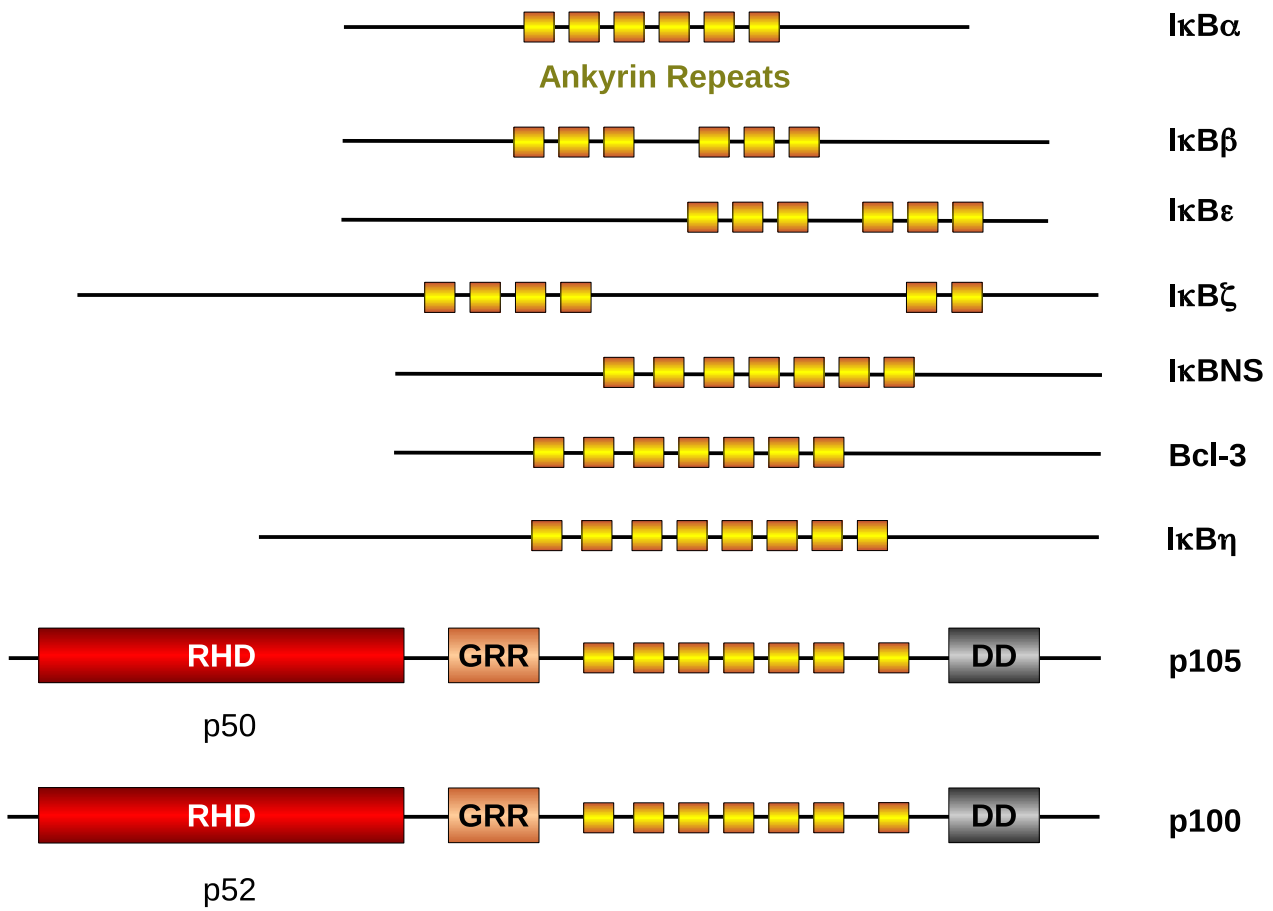 IκBα
Ankyrin Repeats
IκBβ
IκBε
IκBζ
IκBNS
Bcl-3
IκBη
RHD GRR DD p105
p50
RHD GRR DD p100
p52